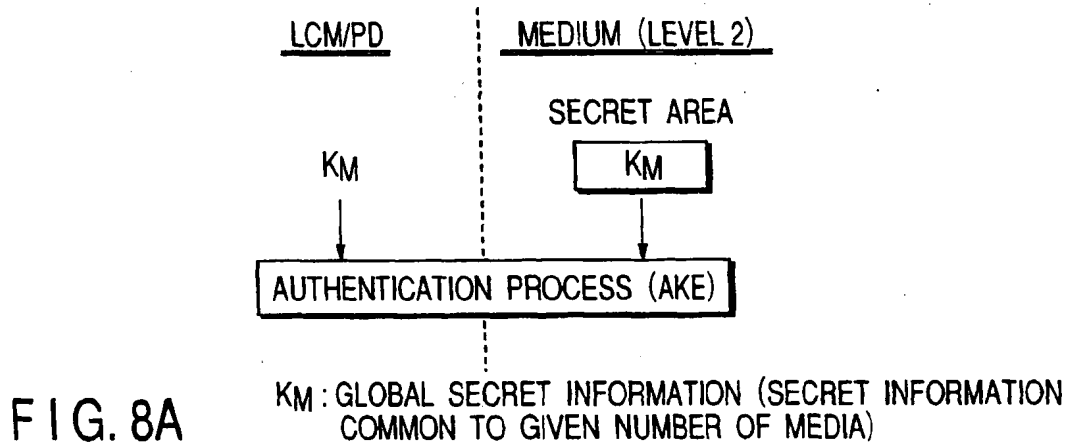 LCM/PD
MEDIUM (LEVEL 2)
SECRET AREA
KM
KM
AUTHENTICATION PROCESS (AKE)
KM : GLOBAL SECRET INFORMATION (SECRET INFORMATION
COMMON TO GIVEN NUMBER OF MEDIA)
FIG. 8A